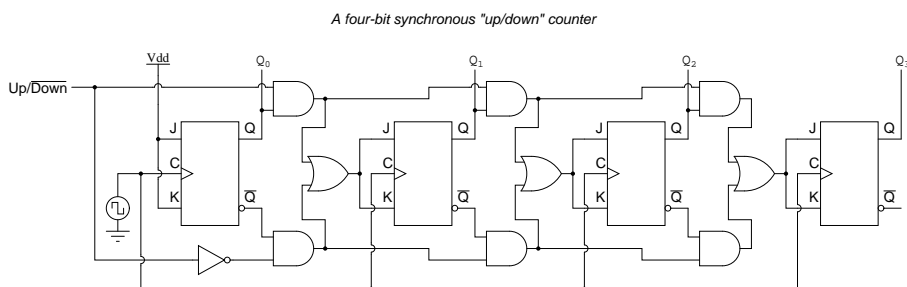 A four-bit synchronous "up/down" counter
Vdd Q0 Q1 Q2 Q3
Up/Down
J Q J Q J Q J Q
C C C C
K Q K Q K Q K Q